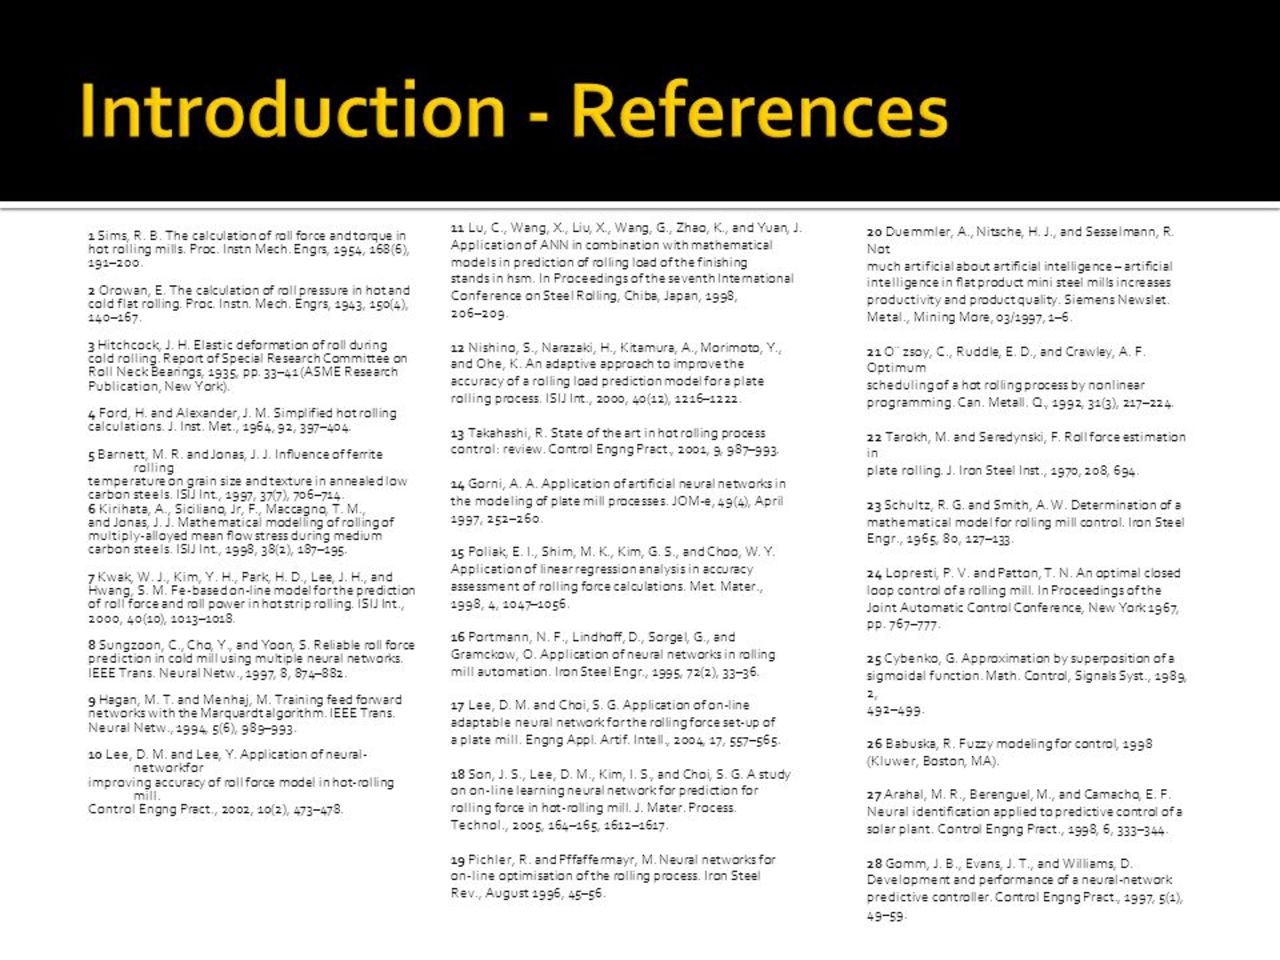 Introduction - References
1 Sims, R. B. The calculation of roll force and torque in
hot rolling mills. Proc. Instn Mech. Engrs, 1954, 168(6),
191–200.
2 Orowan, E. The calculation of roll pressure in hot and
cold flat rolling. Proc. Instn. Mech. Engrs, 1943, 150(4),
140–167.
3 Hitchcock, J. H. Elastic deformation of roll during
cold rolling. Report of Special Research Committee on
Roll Neck Bearings, 1935, pp. 33–41 (ASME Research
Publication, New York).
4 Ford, H. and Alexander, J. M. Simplified hot rolling
calculations. J. Inst. Met., 1964, 92, 397–404.
5 Barnett, M. R. and Jonas, J. J. Influence of ferrite
rolling
temperature on grain size and texture in annealed low
carbon steels. ISIJ Int., 1997, 37(7), 706–714.
6 Kirihata, A., Siciliano, Jr, F., Maccagno, T. M.,
and Jonas, J. J. Mathematical modelling of rolling of
multiply-alloyed mean flow stress during medium
carbon steels. ISIJ Int., 1998, 38(2), 187–195.
7 Kwak, W. J., Kim, Y. H., Park, H. D., Lee, J. H., and
Hwang, S. M. Fe-based on-line model for the prediction
of roll force and roll power in hot strip rolling. ISIJ Int.,
2000, 40(10), 1013–1018.
8 Sungzoon, C., Cho, Y., and Yoon, S. Reliable roll force
prediction in cold mill using multiple neural networks.
IEEE Trans. Neural Netw., 1997, 8, 874–882.
9 Hagan, M. T. and Menhaj, M. Training feed forward
networks with the Marquardt algorithm. IEEE Trans.
Neural Netw., 1994, 5(6), 989–993.
10 Lee, D. M. and Lee, Y. Application of neural-
networkfor
improving accuracy of roll force model in hot-rolling
mill.
Control Engng Pract., 2002, 10(2), 473–478.
11 Lu, C., Wang, X., Liu, X., Wang, G., Zhao, K., and Yuan, J.
Application of ANN in combination with mathematical
models in prediction of rolling load of the finishing
stands in hsm. In Proceedings of the seventh International
Conference on Steel Rolling, Chiba, Japan, 1998,
206–209.
12 Nishino, S., Narazaki, H., Kitamura, A., Morimoto, Y.,
and Ohe, K. An adaptive approach to improve the
accuracy of a rolling load prediction model for a plate
rolling process. ISIJ Int., 2000, 40(12), 1216–1222.
13 Takahashi, R. State of the art in hot rolling process
control: review. Control Engng Pract., 2001, 9, 987–993.
14 Gorni, A. A. Application of artificial neural networks in
the modeling of plate mill processes. JOM-e, 49(4), April
1997, 252–260.
15 Poliak, E. I., Shim, M. K., Kim, G. S., and Choo, W. Y.
Application of linear regression analysis in accuracy
assessment of rolling force calculations. Met. Mater.,
1998, 4, 1047–1056.
16 Portmann, N. F., Lindhoff, D., Sorgel, G., and
Gramckow, O. Application of neural networks in rolling
mill automation. Iron Steel Engr., 1995, 72(2), 33–36.
17 Lee, D. M. and Choi, S. G. Application of on-line
adaptable neural network for the rolling force set-up of
a plate mill. Engng Appl. Artif. Intell., 2004, 17, 557–565.
18 Son, J. S., Lee, D. M., Kim, I. S., and Choi, S. G. A study
on on-line learning neural network for prediction for
rolling force in hot-rolling mill. J. Mater. Process.
Technol., 2005, 164–165, 1612–1617.
19 Pichler, R. and Pffaffermayr, M. Neural networks for
on-line optimisation of the rolling process. Iron Steel
Rev., August 1996, 45–56.
20 Duemmler, A., Nitsche, H. J., and Sesselmann, R.
Not
much artificial about artificial intelligence – artificial
intelligence in flat product mini steel mills increases
productivity and product quality. Siemens Newslet.
Metal., Mining More, 03/1997, 1–6.
21 O¨ zsoy, C., Ruddle, E. D., and Crawley, A. F.
Optimum
scheduling of a hot rolling process by nonlinear
programming. Can. Metall. Q., 1992, 31(3), 217–224.
22 Tarokh, M. and Seredynski, F. Roll force estimation
in
plate rolling. J. Iron Steel Inst., 1970, 208, 694.
23 Schultz, R. G. and Smith, A. W. Determination of a
mathematical model for rolling mill control. Iron Steel
Engr., 1965, 80, 127–133.
24 Lopresti, P. V. and Patton, T. N. An optimal closed
loop control of a rolling mill. In Proceedings of the
Joint Automatic Control Conference, New York 1967,
pp. 767–777.
25 Cybenko, G. Approximation by superposition of a
sigmoidal function. Math. Control, Signals Syst., 1989,
2,
492–499.
26 Babuska, R. Fuzzy modeling for control, 1998
(Kluwer, Boston, MA).
27 Arahal, M. R., Berenguel, M., and Camacho, E. F.
Neural identification applied to predictive control of a
solar plant. Control Engng Pract., 1998, 6, 333–344.
28 Gomm, J. B., Evans, J. T., and Williams, D.
Development and performance of a neural-network
predictive controller. Control Engng Pract., 1997, 5(1),
49–59.